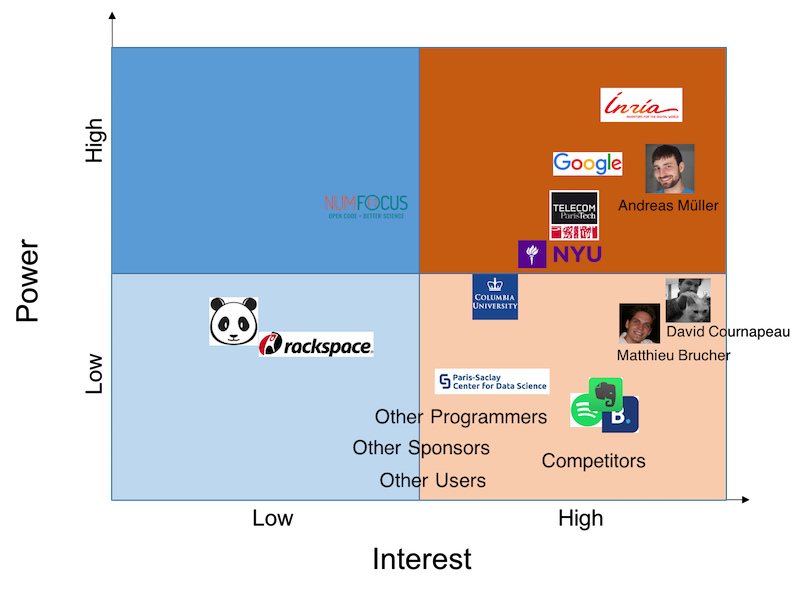 High
Low
Power
inria
INVENTORS FOR THE DIGITAL WORLD
Google
Andreas Müller
NUMFOCUS
OPEN CODE = BETTER SCIENCE
TELECOM
ParisTech
NYU
COLUMBIA
UNIVERSITY
David Cournapeau
rackspace
Matthieu Brucher
Paris-Saclay
Center for Data Science
B.
Other Programmers
Other Sponsors
Competitors
Other Users
Low
High
Interest